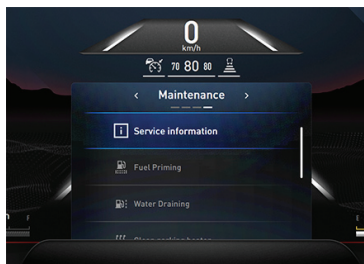 0
km/h
70 80 80
< Maintenance >
i Service information
Fuel Priming
Water Draining